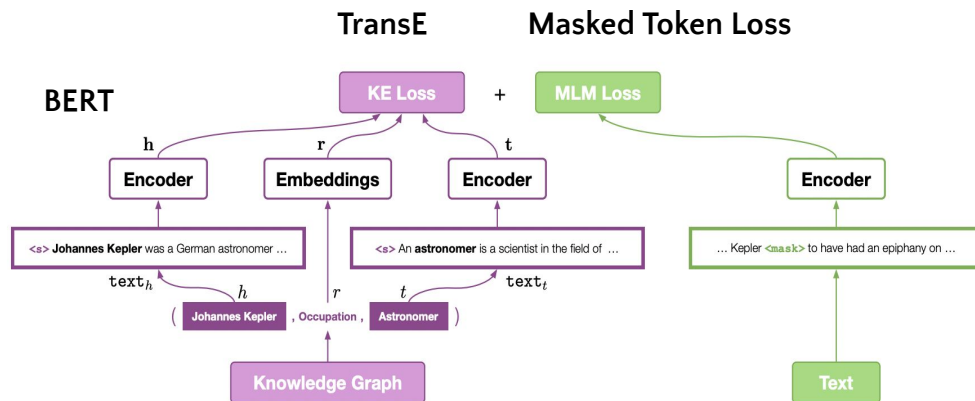 TransE Masked Token Loss
BERT
KE Loss + MLM Loss
h r t
Encoder Embeddings Encoder Encoder
<s> Johannes Kepler was a German astronomer ...
<s> An astronomer is a scientist in the field of ...
... Kepler <mask> to have had an epiphany on ...
text_h h r t text_t
( Johannes Kepler , Occupation , Astronomer )
Knowledge Graph Text